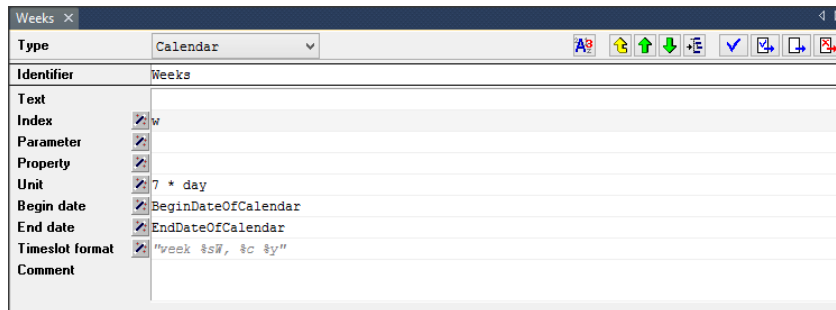 Weeks ×
Type Calendar
Identifier Weeks
Text
Index w
Parameter
Property
Unit 7 * day
Begin date BeginDateOfCalendar
End date EndDateOfCalendar
Timeslot format "week %sW, %c %y"
Comment